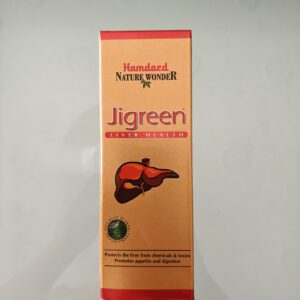 Hamdard
NATURE WONDER
Jigreen
LIVER HEALTH
Protects the liver from chemicals & toxins
Promotes appetite and digestion